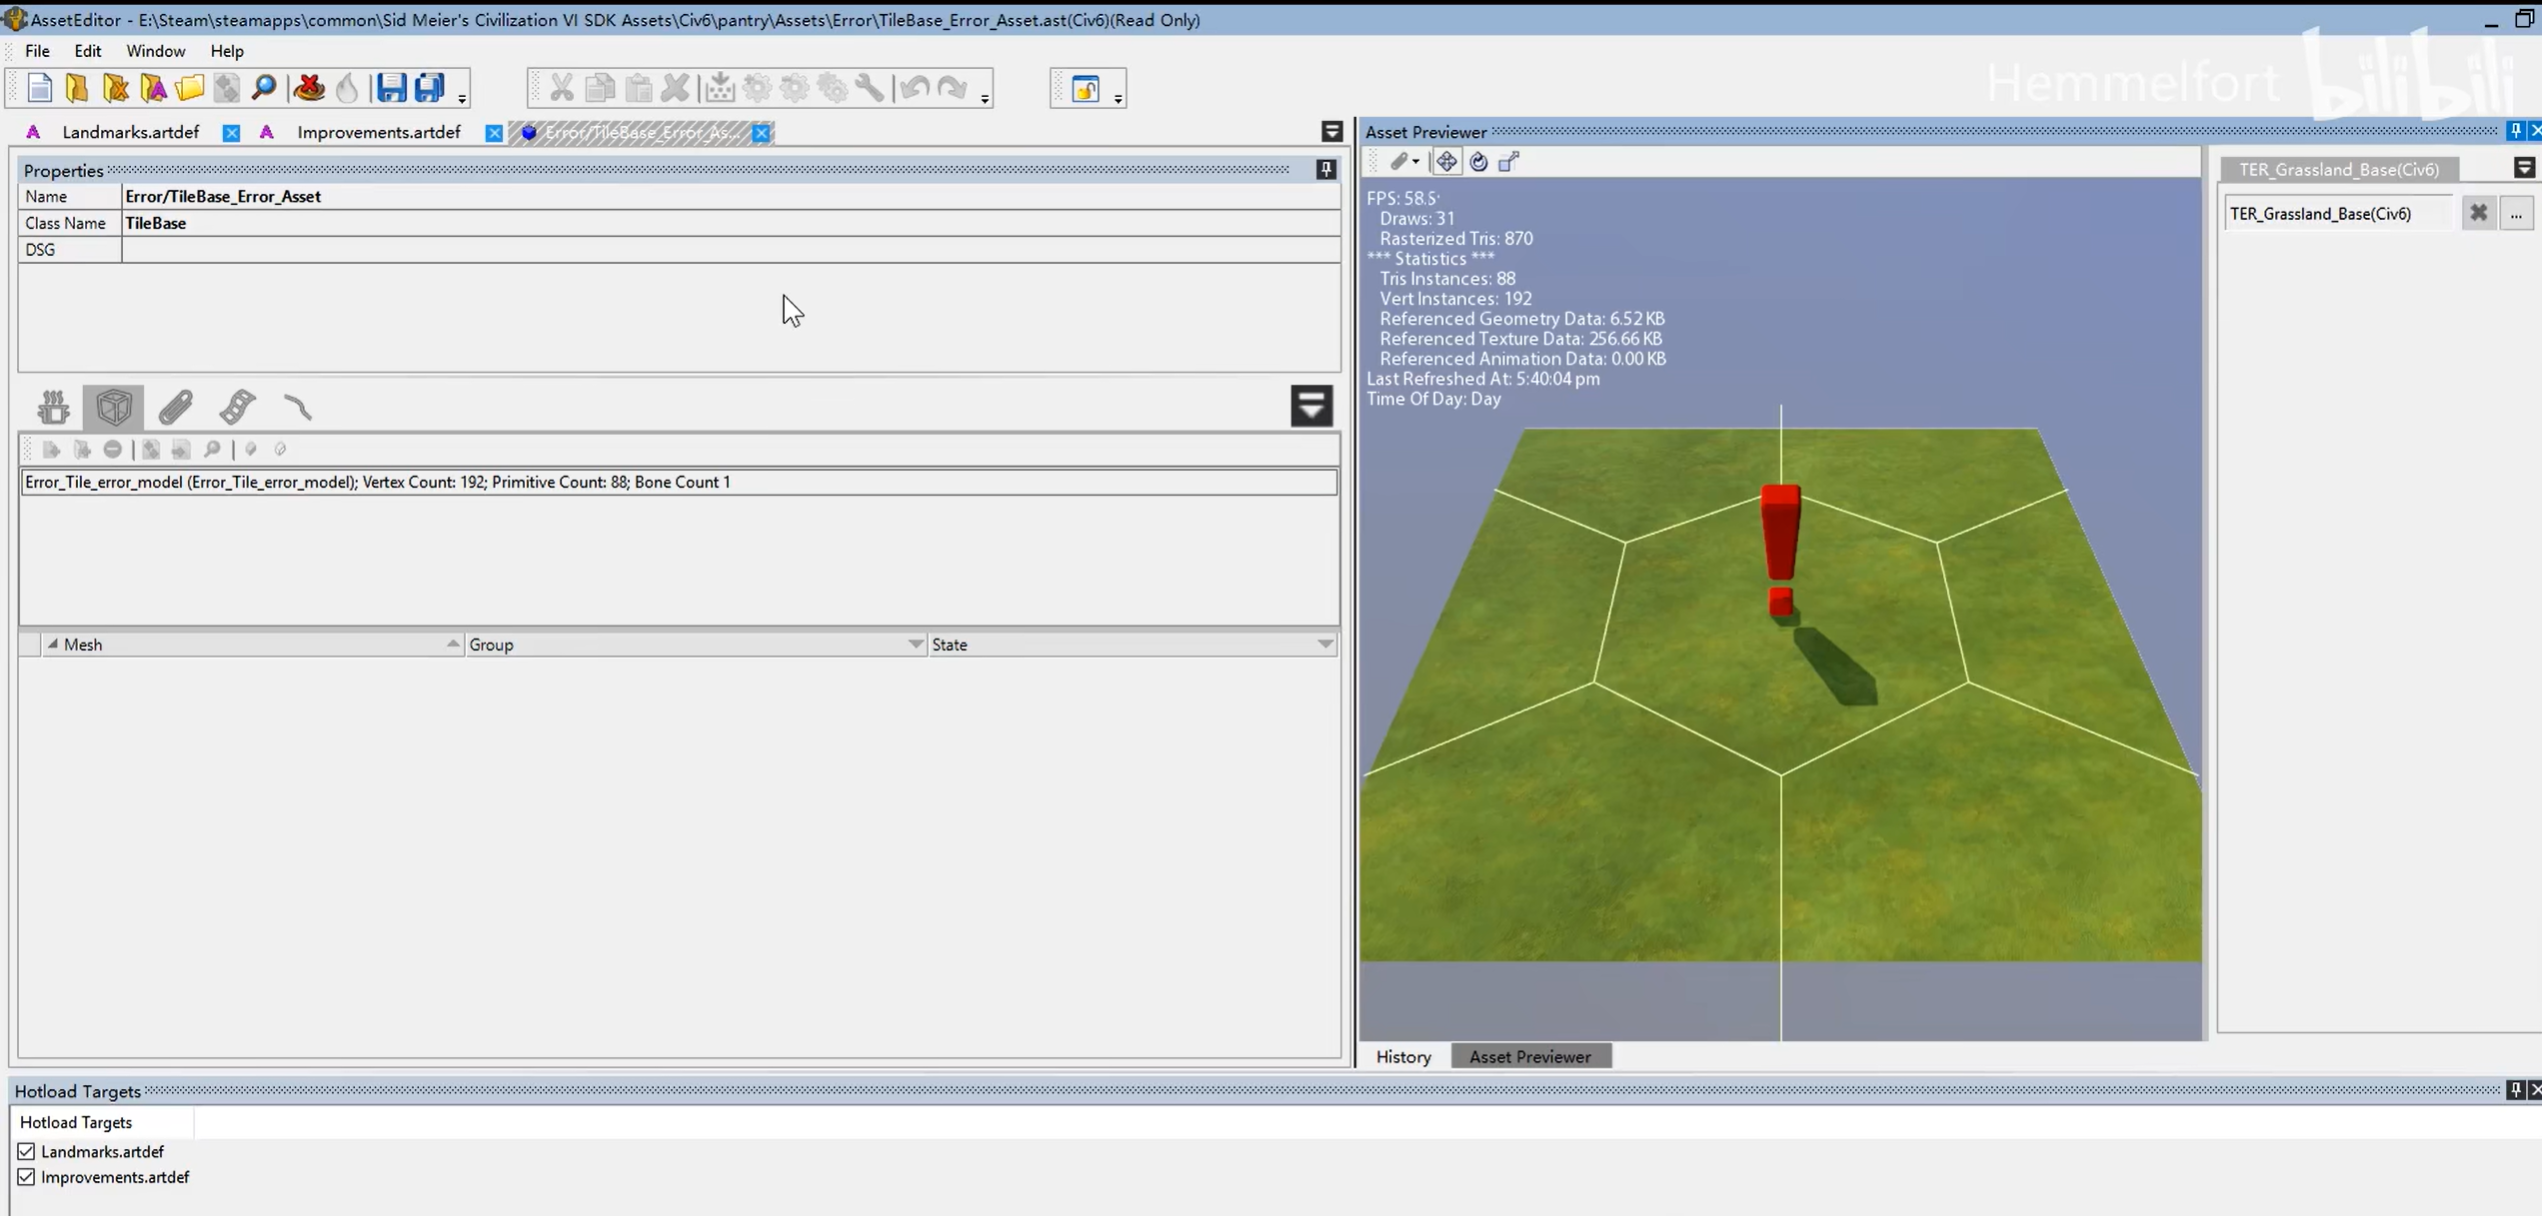 AssetEditor - E:\Steam\steamapps\common\Sid Meier's Civilization VI SDK Assets\Civ6\pantry\Assets\Error\TileBase_Error_Asset.ast(Civ6)(Read Only)
File Edit Window Help
Hemmelfort bilibili
Landmarks.artdef Improvements.artdef Error/TileBase_Error_As...
Properties
Name Error/TileBase_Error_Asset
Class Name TileBase
DSG
Error_Tile_error_model (Error_Tile_error_model); Vertex Count: 192; Primitive Count: 88; Bone Count 1
Mesh Group State
Asset Previewer
FPS: 58.5
Draws: 31
Rasterized Tris: 870
*** Statistics ***
Tris Instances: 88
Vert Instances: 192
Referenced Geometry Data: 6.52 KB
Referenced Texture Data: 256.66 KB
Referenced Animation Data: 0.00 KB
Last Refreshed At: 5:40:04 pm
Time Of Day: Day
TER_Grassland_Base(Civ6)
TER_Grassland_Base(Civ6) ...
History Asset Previewer
Hotload Targets
Hotload Targets
Landmarks.artdef
Improvements.artdef